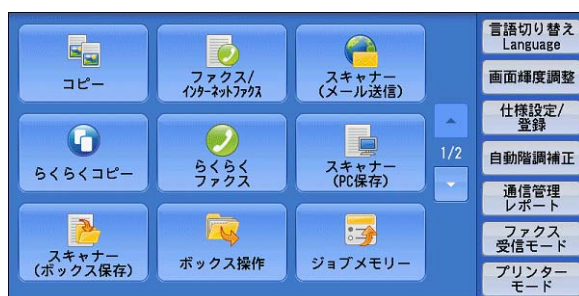 コピー
ファクス/
インターネットファクス
スキャナー
(メール送信)
らくらくコピー
らくらく
ファクス
スキャナー
(PC保存)
スキャナー
(ボックス保存)
ボックス操作
ジョブメモリー
1/2
言語切り替え
Language
画面輝度調整
仕様設定/
登録
自動階調補正
通信管理
レポート
ファクス
受信モード
プリンター
モード